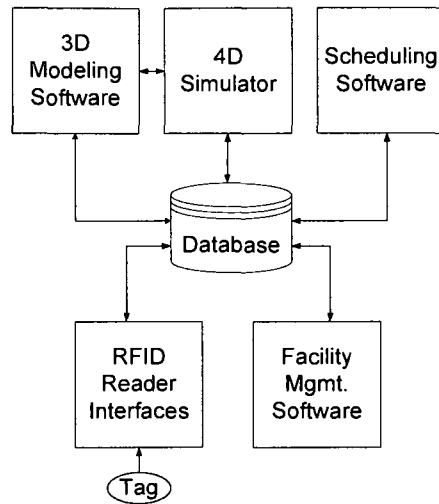 3D
Modeling
Software
4D
Simulator
Scheduling
Software
Database
RFID
Reader
Interfaces
Facility
Mgmt.
Software
Tag